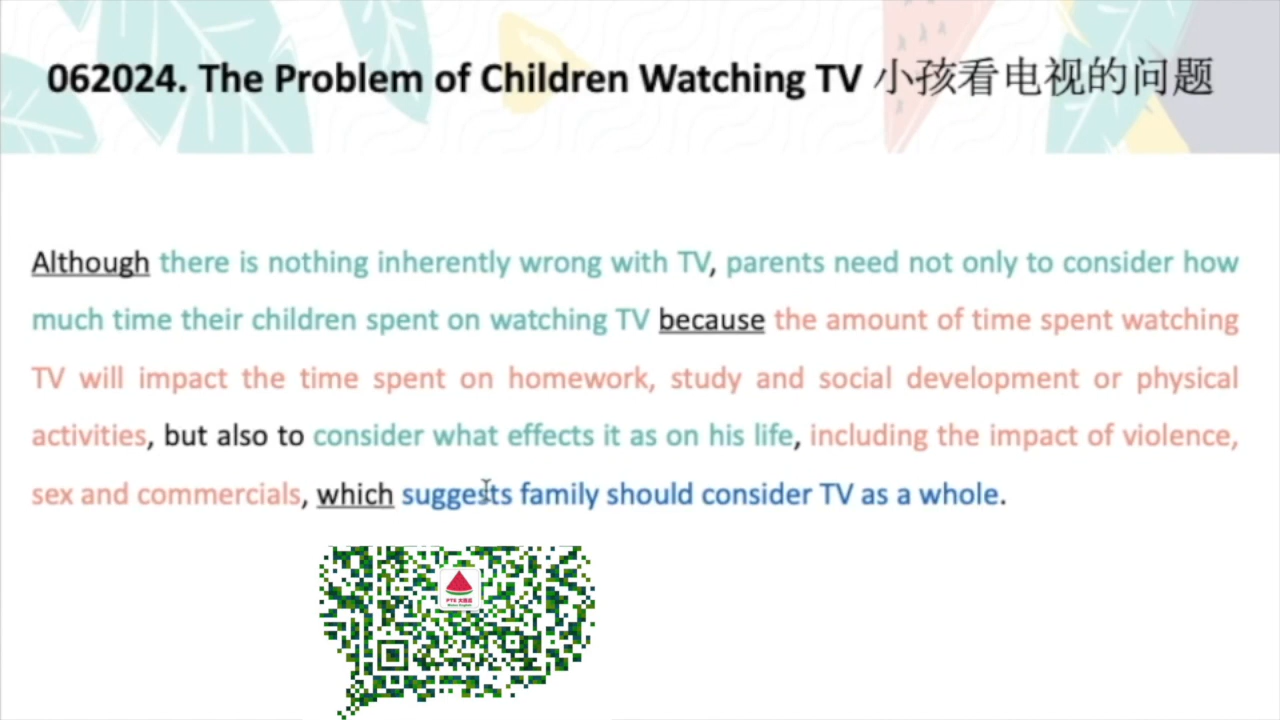 062024. The Problem of Children Watching TV 小孩看电视的问题
Although there is nothing inherently wrong with TV, parents need not only to consider how
much time their children spent on watching TV because the amount of time spent watching
TV will impact the time spent on homework, study and social development or physical
activities, but also to consider what effects it as on his life, including the impact of violence,
sex and commercials, which suggests family should consider TV as a whole.